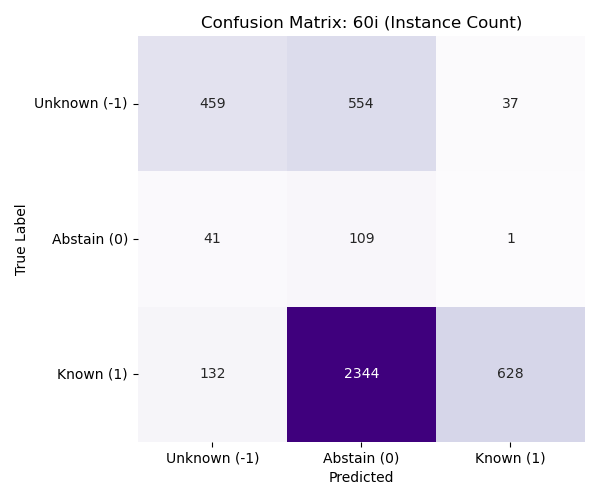 Confusion Matrix: 60i (Instance Count)
True Label
Unknown (-1) 459 554 37
Abstain (0) 41 109 1
Known (1) 132 2344 628
Unknown (-1) Abstain (0) Known (1)
Predicted